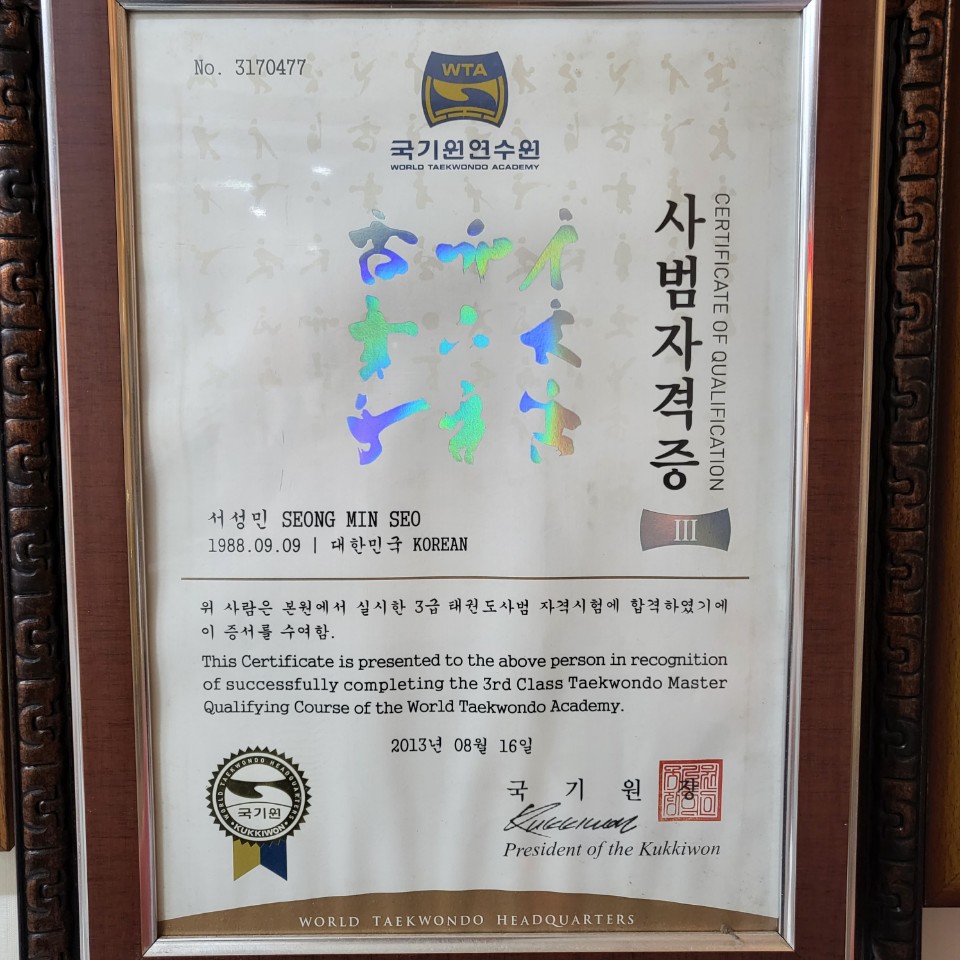 No. 3170477
WTA
국기원연수원
WORLD TAEKWONDO ACADEMY
사범자격증
CERTIFICATE OF QUALIFICATION
III
서성민 SEONG MIN SEO
1988.09.09 | 대한민국 KOREAN
위 사람은 본원에서 실시한 3급 태권도사범 자격시험에 합격하였기에
이 증서를 수여함.
This Certificate is presented to the above person in recognition
of successfully completing the 3rd Class Taekwondo Master
Qualifying Course of the World Taekwondo Academy.
2013년 08월 16일
국 기 원 장
Kukkiwon
President of the Kukkiwon
WORLD TAEKWONDO HEADQUARTERS
국기원
KUKKIWON
WORLD TAEKWONDO HEADQUARTERS